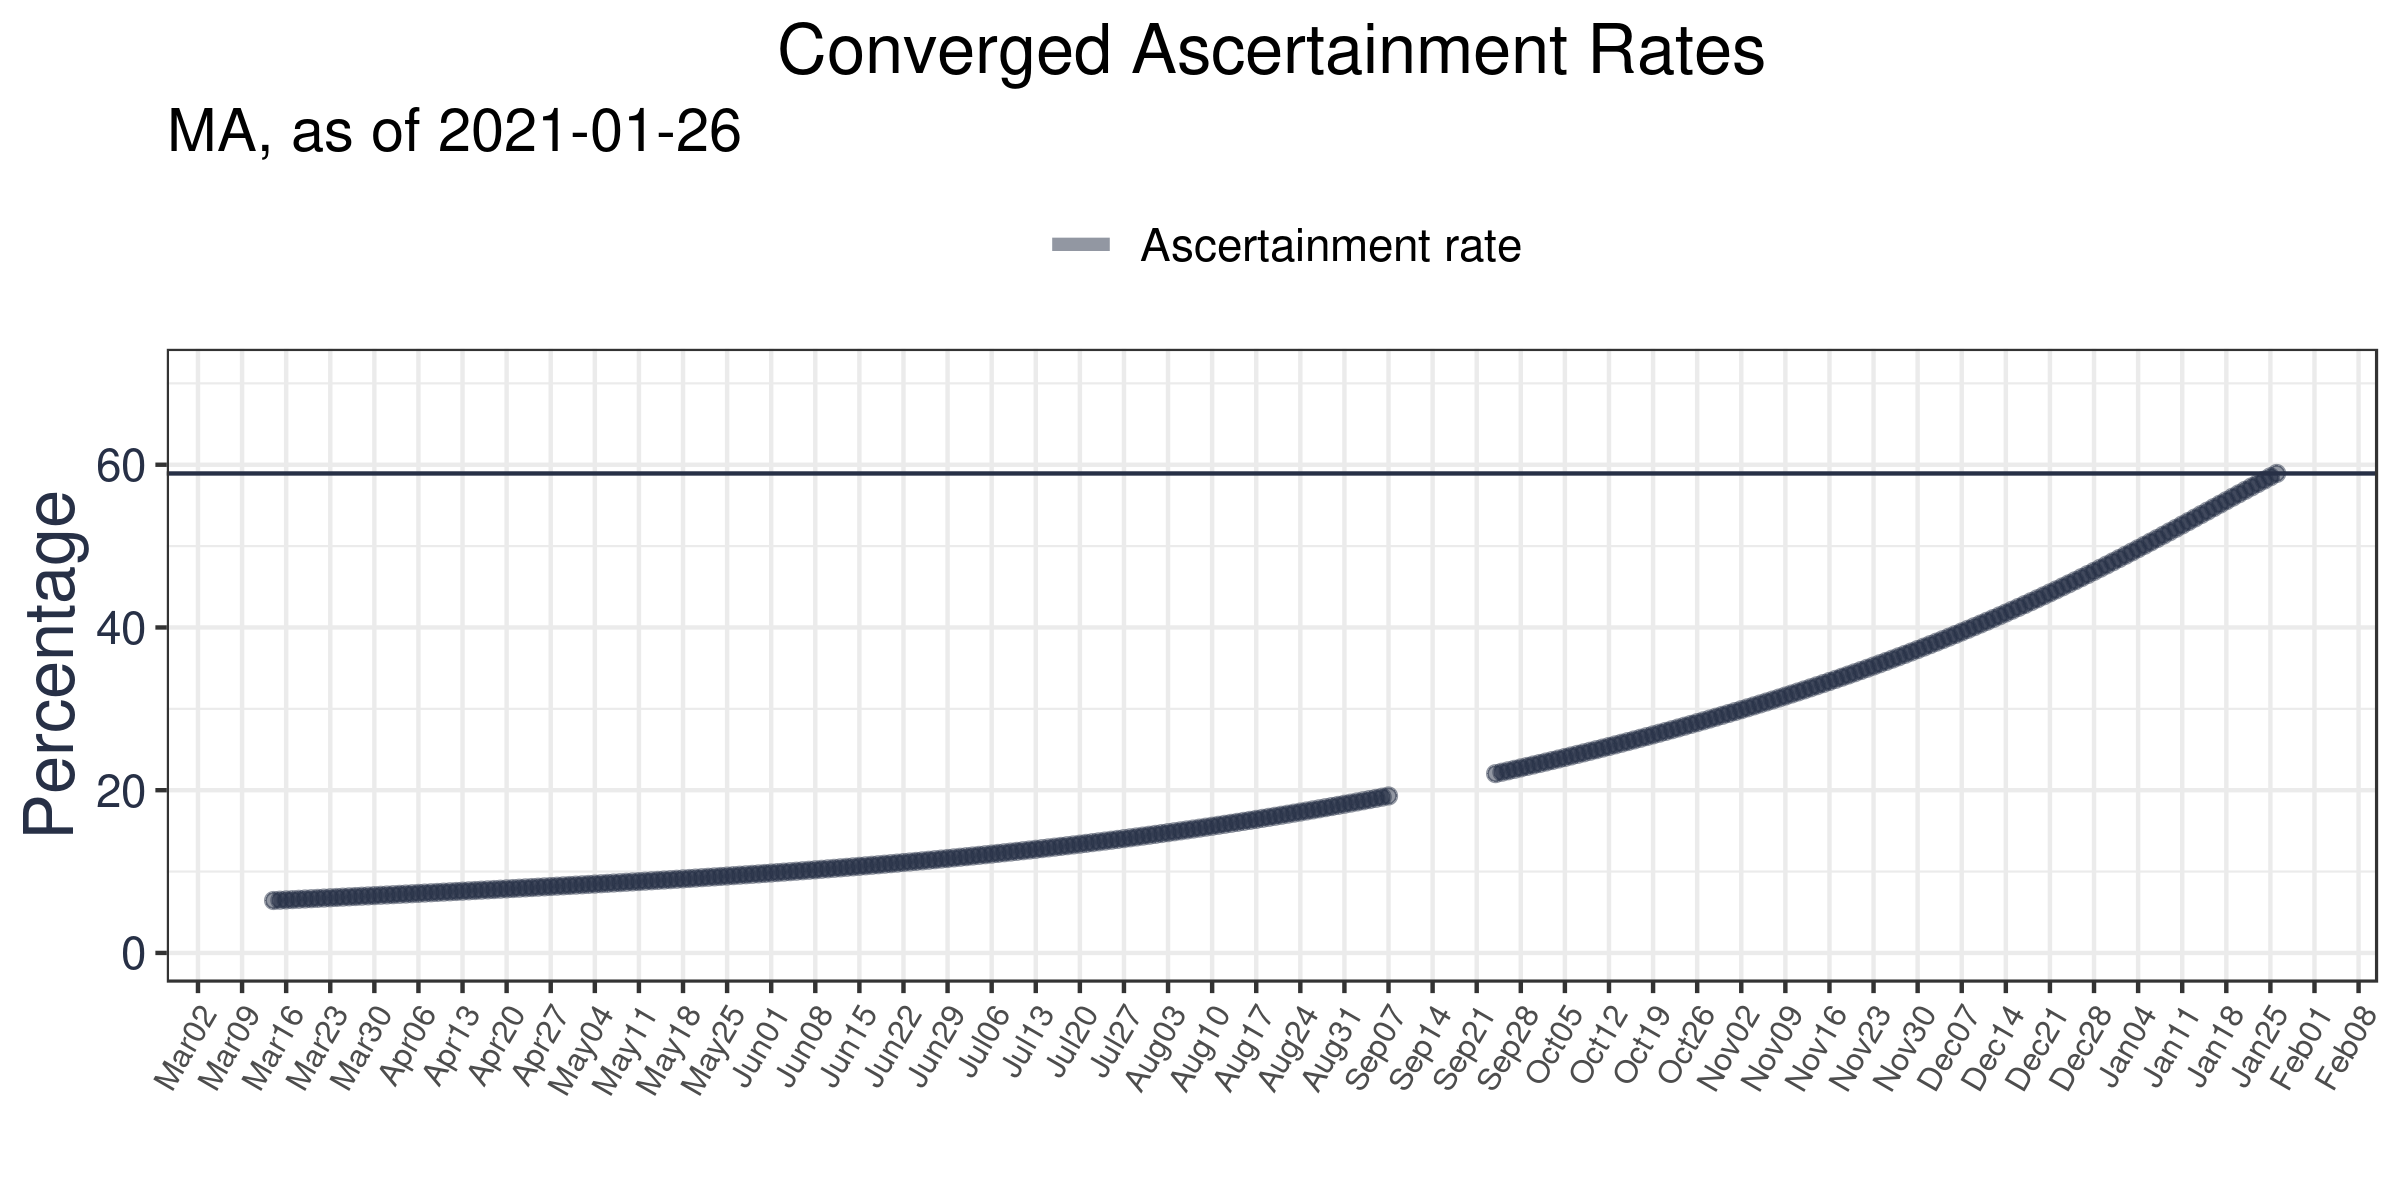 Converged Ascertainment Rates
MA, as of 2021-01-26
Ascertainment rate
Percentage
60
40
20
0
Mar02 Mar09 Mar16 Mar23 Mar30 Apr06 Apr13 Apr20 Apr27 May04 May11 May18 May25 Jun01 Jun08 Jun15 Jun22 Jun29 Jul06 Jul13 Jul20 Jul27 Aug03 Aug10 Aug17 Aug24 Aug31 Sep07 Sep14 Sep21 Sep28 Oct05 Oct12 Oct19 Oct26 Nov02 Nov09 Nov16 Nov23 Nov30 Dec07 Dec14 Dec21 Dec28 Jan04 Jan11 Jan18 Jan25 Feb01 Feb08